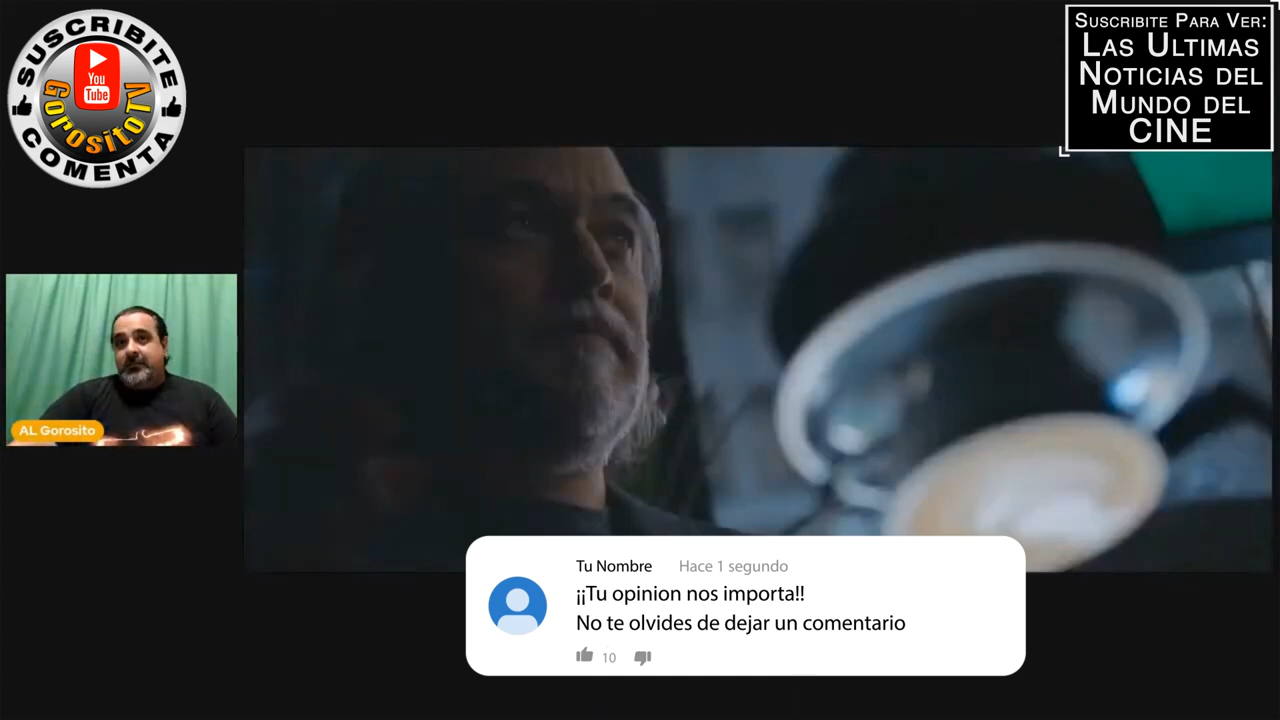 SUSCRIBITE
You
Tube
GorositoTV
COMENTA
SUSCRIBITE PARA VER:
LAS ULTIMAS
NOTICIAS DEL
MUNDO DEL
CINE
AL Gorosito
Tu Nombre Hace 1 segundo
¡¡Tu opinion nos importa!!
No te olvides de dejar un comentario
10